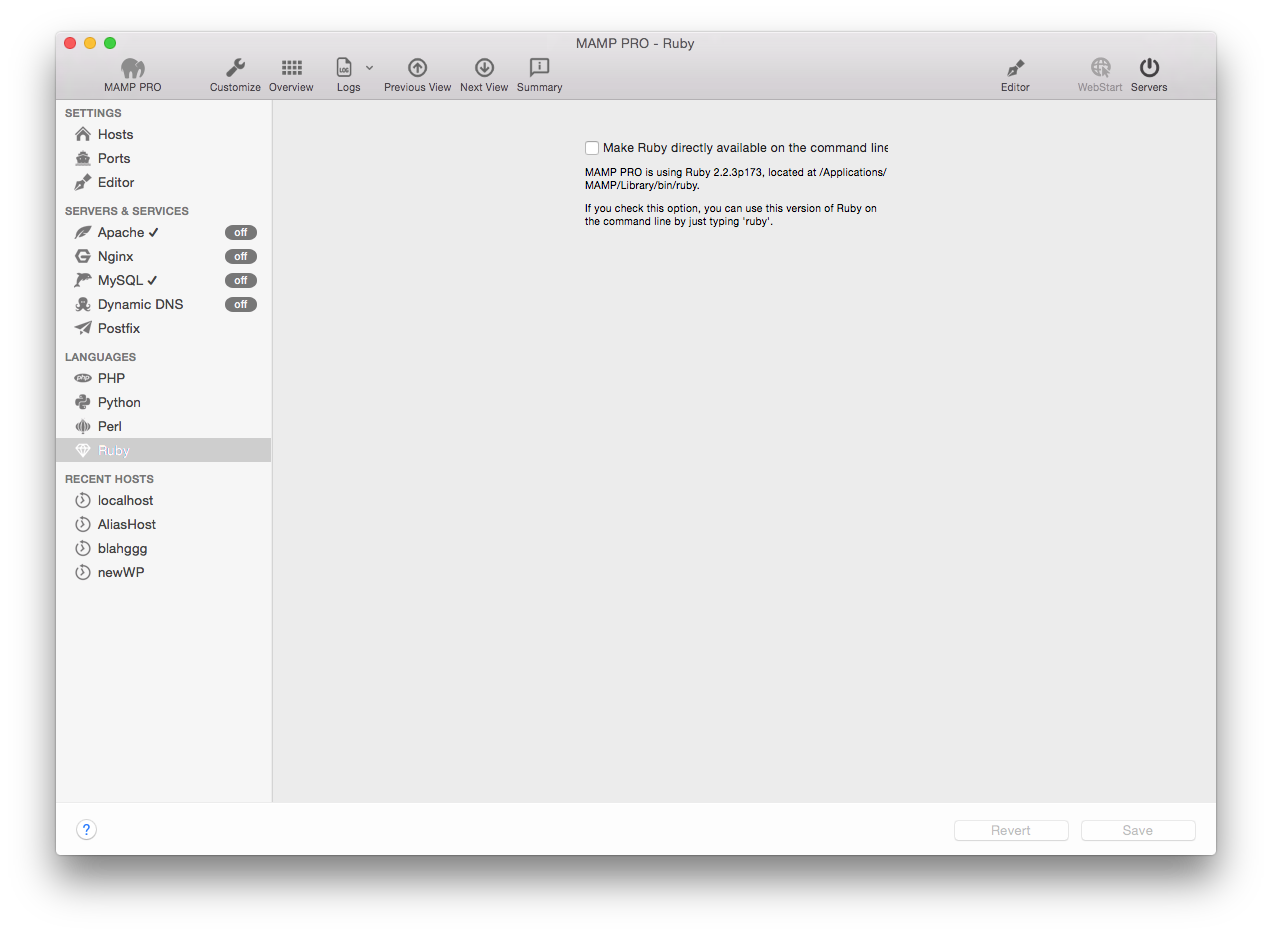 MAMP PRO - Ruby
MAMP PRO
Customize
Overview
LOG
Logs
Previous View
Next View
Summary
Editor
WebStart
Servers
SETTINGS
Hosts
Ports
Editor
SERVERS & SERVICES
Apache ✓ off
Nginx off
MySQL ✓ off
Dynamic DNS off
Postfix
LANGUAGES
php PHP
Python
Perl
Ruby
RECENT HOSTS
localhost
AliasHost
blahggg
newWP
Make Ruby directly available on the command line
MAMP PRO is using Ruby 2.2.3p173, located at /Applications/
MAMP/Library/bin/ruby.
If you check this option, you can use this version of Ruby on
the command line by just typing 'ruby'.
?
Revert
Save